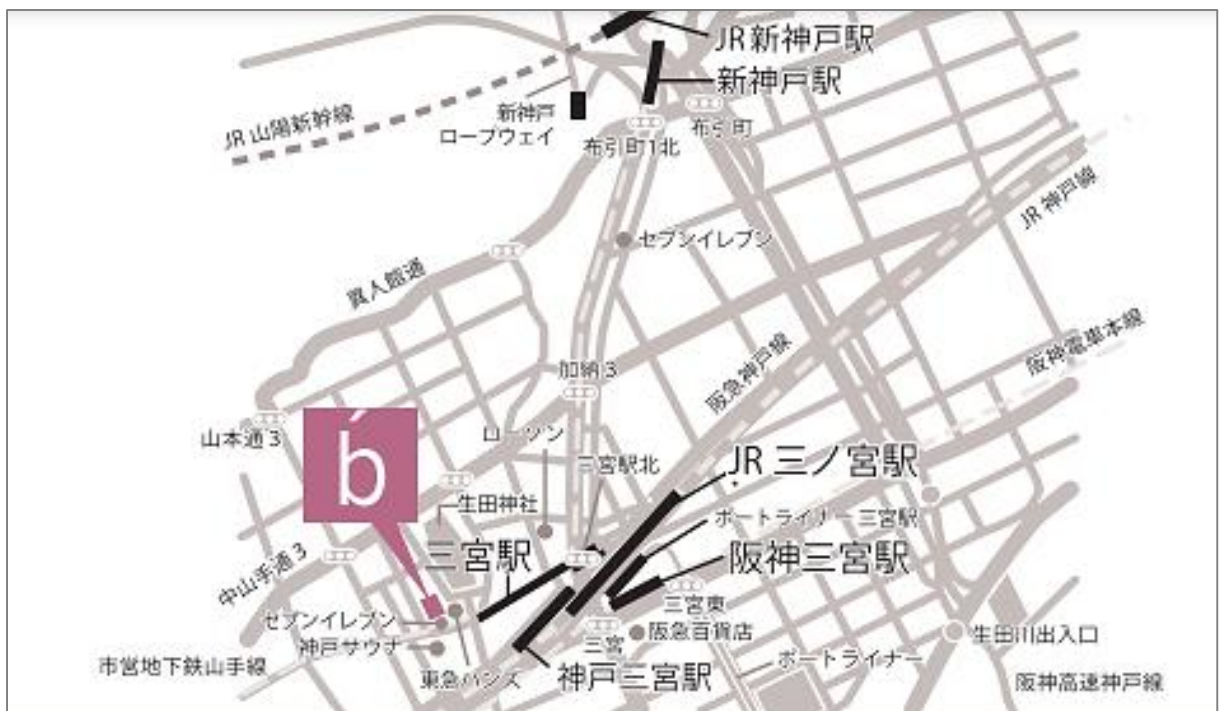 JR新神戸駅
新神戸駅
新神戸
ロープウェイ
JR 山陽新幹線
布引町
布引町1北
JR 神戸線
セブンイレブン
異人館通
阪急神戸線
阪神電車本線
加納 3
山本通 3
ローソン
三宮駅北
b́
JR 三ノ宮駅
生田神社
ポートライナー三宮駅
三宮駅
阪神三宮駅
中山手通 3
三宮東
セブンイレブン
三宮
阪急百貨店
生田川出入口
神戸サウナ
市営地下鉄山手線
東急ハンズ
神戸三宮駅
ポートライナー
阪神高速神戸線